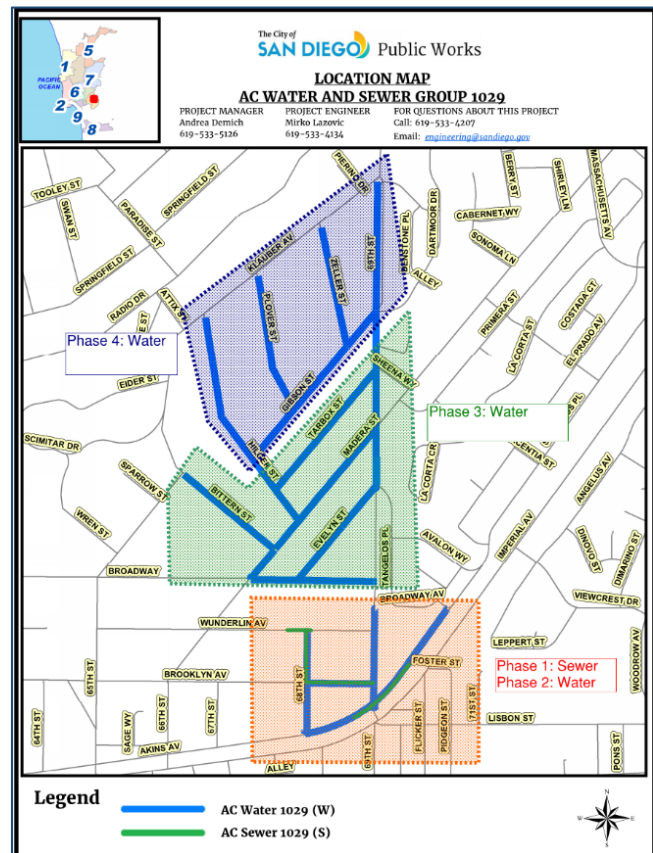 The City of
SAN DIEGO Public Works
LOCATION MAP
AC WATER AND SEWER GROUP 1029
PROJECT MANAGER
Andrea Demich
619-533-5126
PROJECT ENGINEER
Mirko Lazovic
619-533-4134
FOR QUESTIONS ABOUT THIS PROJECT
Call: 619-533-4207
Email: engineering@sandiego.gov
5
1
7
PACIFIC
OCEAN
6
2
9
8
TOOLEY ST
SWAN ST
SPRINGFIELD ST
PARADISE ST
SPRINGFIELD ST
PIERINO DR
DARTMOOR DR
BERRY ST
SHIRLEY LN
MASSACHUSETTS AV
CABERNET WY
SONOMA LN
KLAUBER AV
69TH ST
ALLEY
ZELLER ST
PLOVER ST
RADIO DR
ATTIX ST
PRIMERA ST
COSTADA CT
LA CORTA ST
EL PRADO AV
Phase 4: Water
EIDER ST
GIBSON ST
SHEENA WY
TARBOX ST
MADERA ST
HILGER ST
Phase 3: Water
SCIMITAR DR
SPARROW ST
BITTERN ST
EVELYN ST
LA CORTA CR
ANGELUS AV
WREN ST
IMPERIAL AV
AVALON WY
DINOVO ST
DIMARINO ST
BROADWAY
TANGELOS PL
BROADWAY AV
VIEWCREST DR
WUNDERLIN AV
LEPPERT ST
WOODROW AV
FOSTER ST
Phase 1: Sewer
Phase 2: Water
BROOKLYN AV
68TH ST
65TH ST
64TH ST
SAGE WY
66TH ST
67TH ST
AKINS AV
ALLEY
69TH ST
FLICKER ST
PIDGEON ST
71ST ST
LISBON ST
PONS ST
Legend
AC Water 1029 (W)
AC Sewer 1029 (S)
N
W
E
S